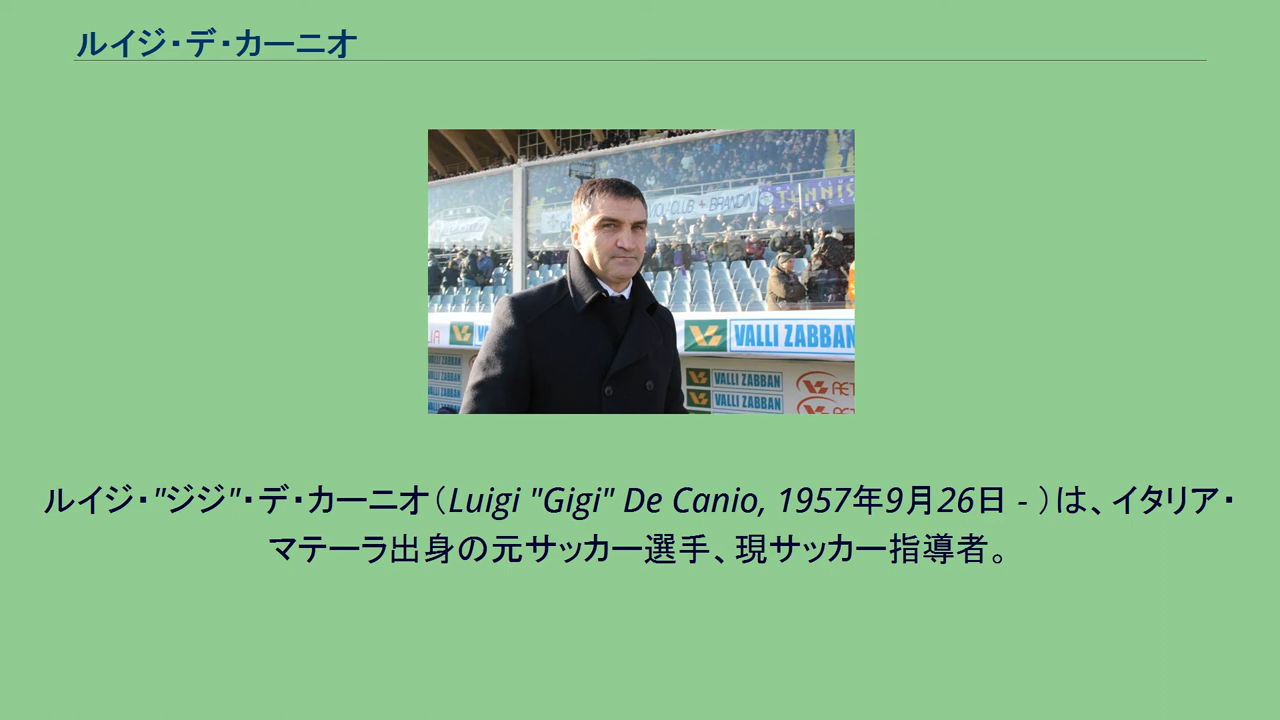 ルイジ・デ・カーニオ
VIOLACLUB + BRANDINI
TUNNIS
VALLI ZABBAN
VALLI ZABBAN
VALLI ZABBAN
ルイジ・"ジジ"・デ・カーニオ（Luigi "Gigi" De Canio, 1957年9月26日 - ）は、イタリア・
マテーラ出身の元サッカー選手、現サッカー指導者。